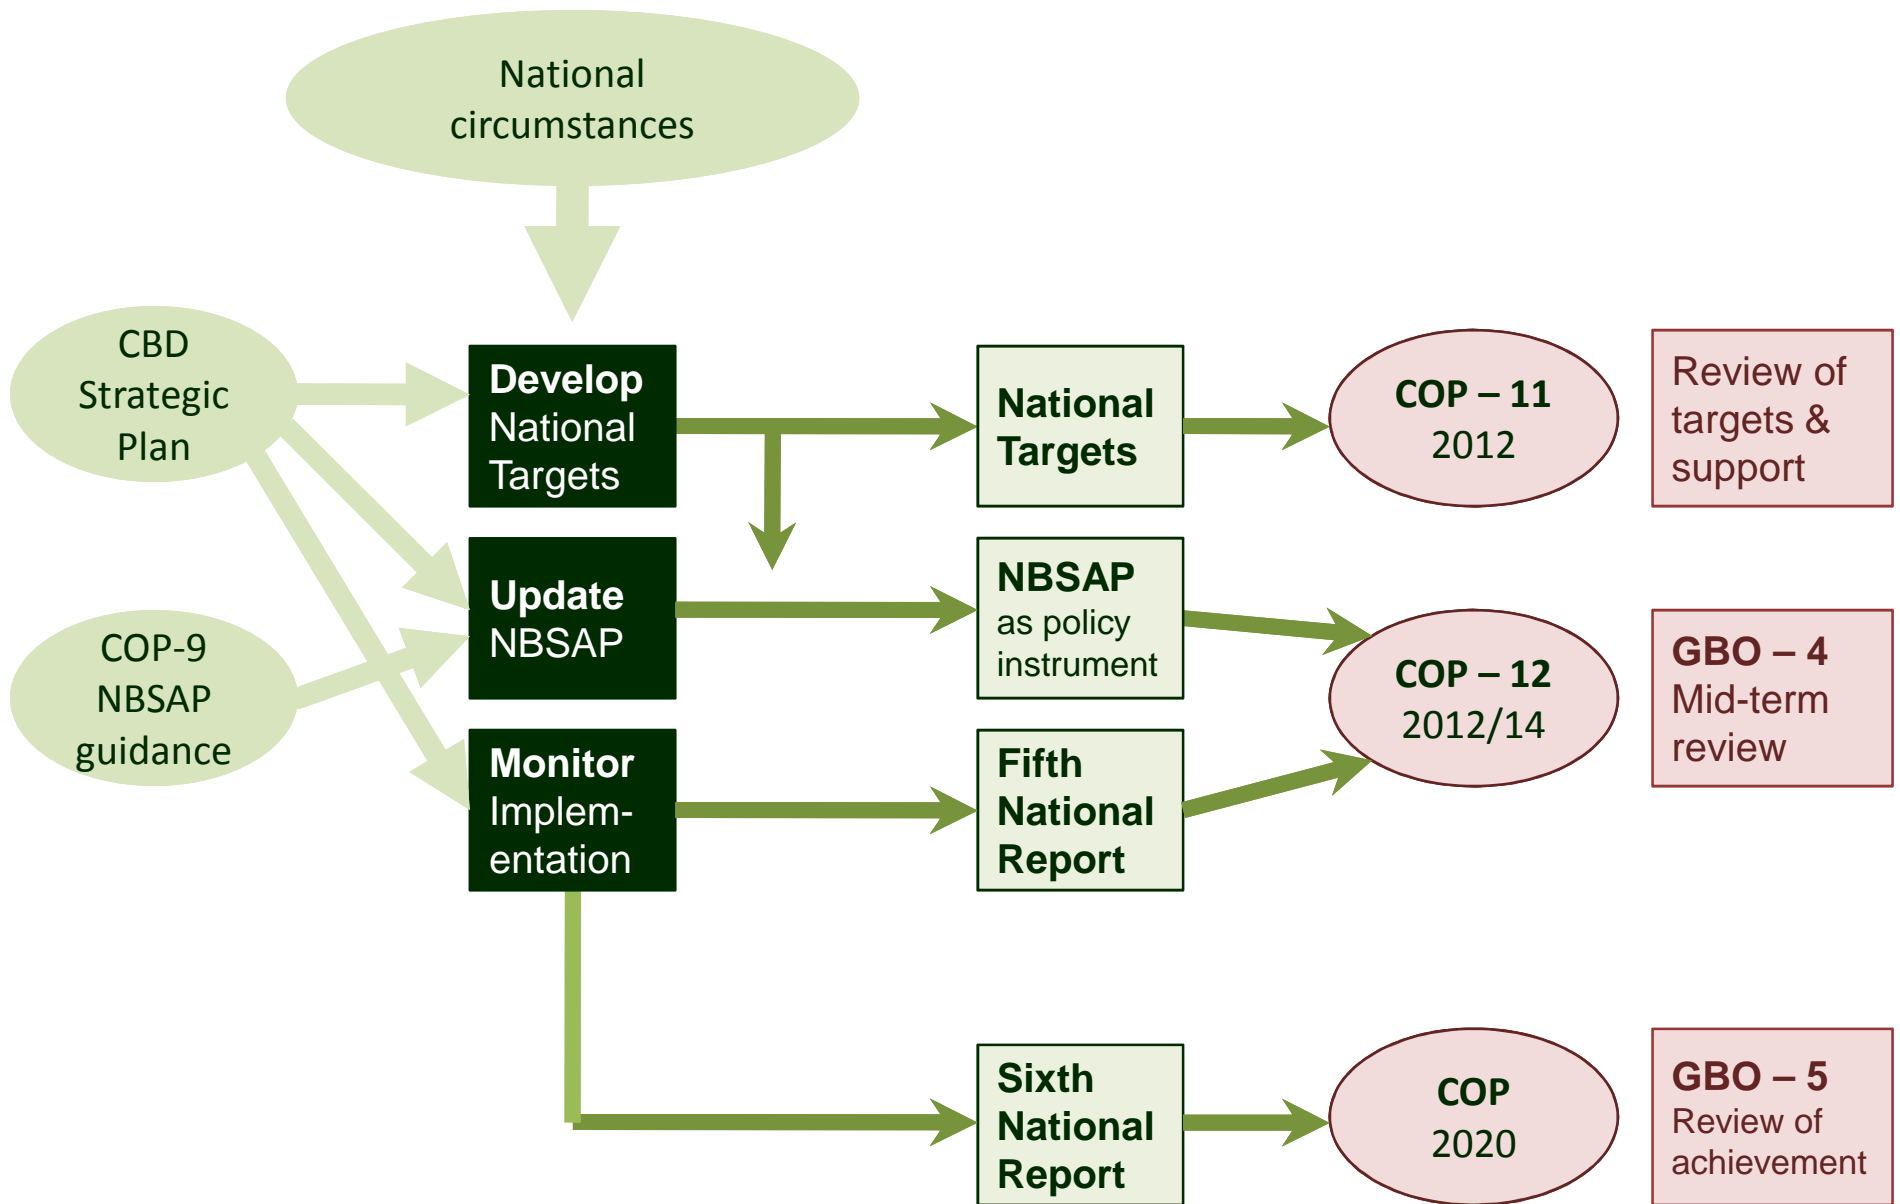 National
circumstances
CBD
Strategic
Plan
COP-9
NBSAP
guidance
Develop
National
Targets
Update
NBSAP
Monitor
Implem-
entation
National
Targets
NBSAP
as policy
instrument
Fifth
National
Report
Sixth
National
Report
COP – 11
2012
COP – 12
2012/14
COP
2020
Review of
targets &
support
GBO – 4
Mid-term
review
GBO – 5
Review of
achievement